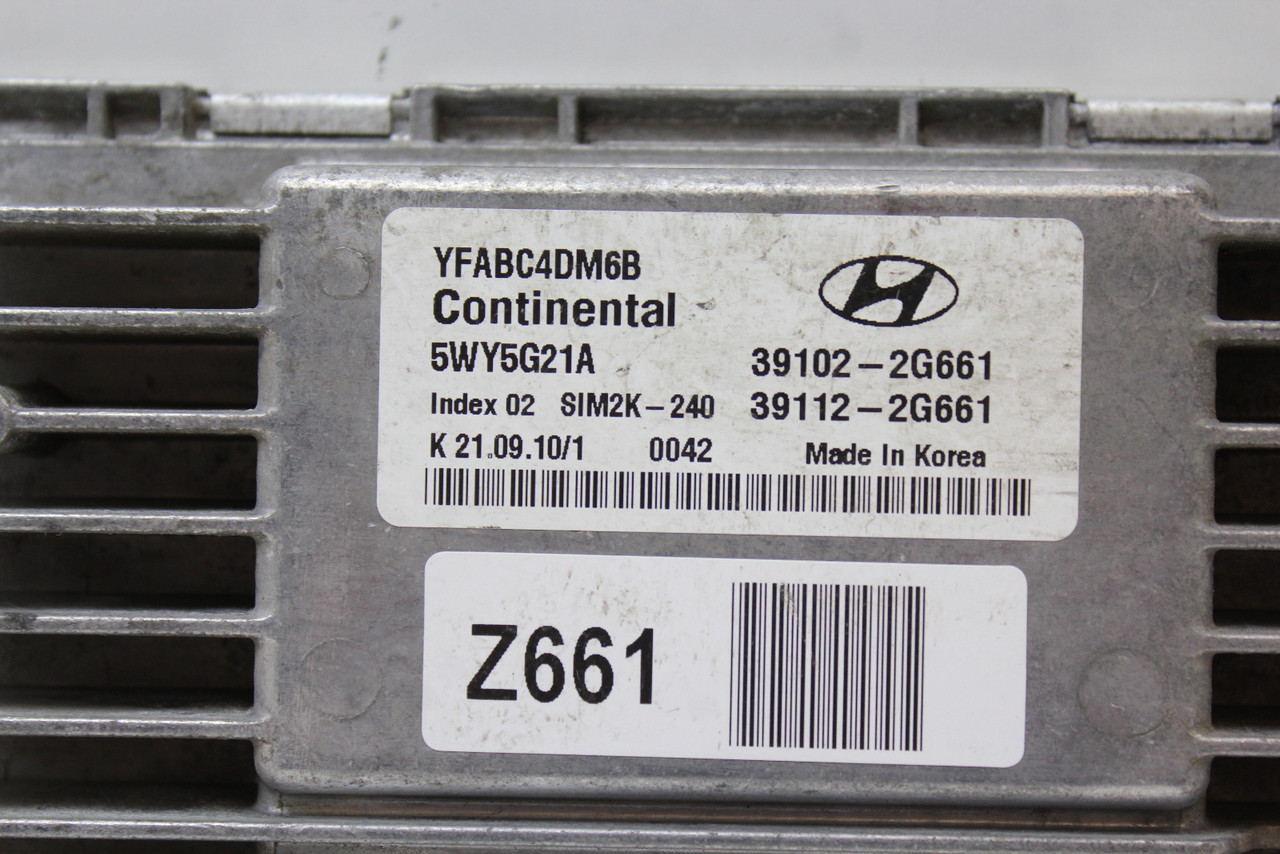 YFABC4DM6B
Continental
5WY5G21A 39102-2G661
Index 02 SIM2K-240 39112-2G661
K 21.09.10/1 0042 Made In Korea
Z661